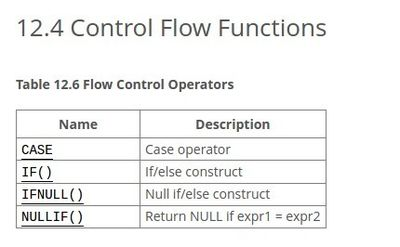 12.4 Control Flow Functions
Table 12.6 Flow Control Operators
Name Description
CASE Case operator
IF() If/else construct
IFNULL() Null if/else construct
NULLIF() Return NULL if expr1 = expr2